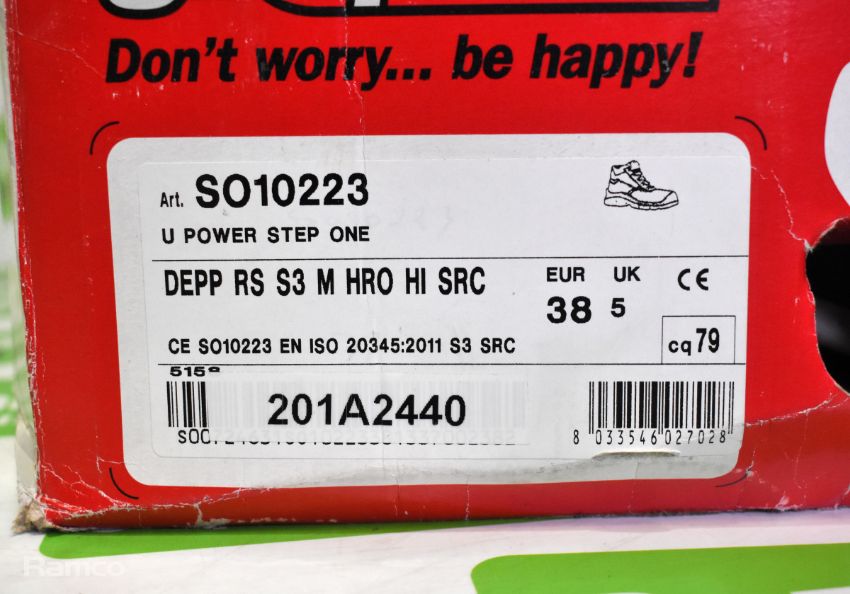 Don't worry... be happy!
Art. SO10223
U POWER STEP ONE
DEPP RS S3 M HRO HI SRC
EUR UK
38 5
CE
CE SO10223 EN ISO 20345:2011 S3 SRC
cq 79
201A2440
8 033546 027028
Ramco